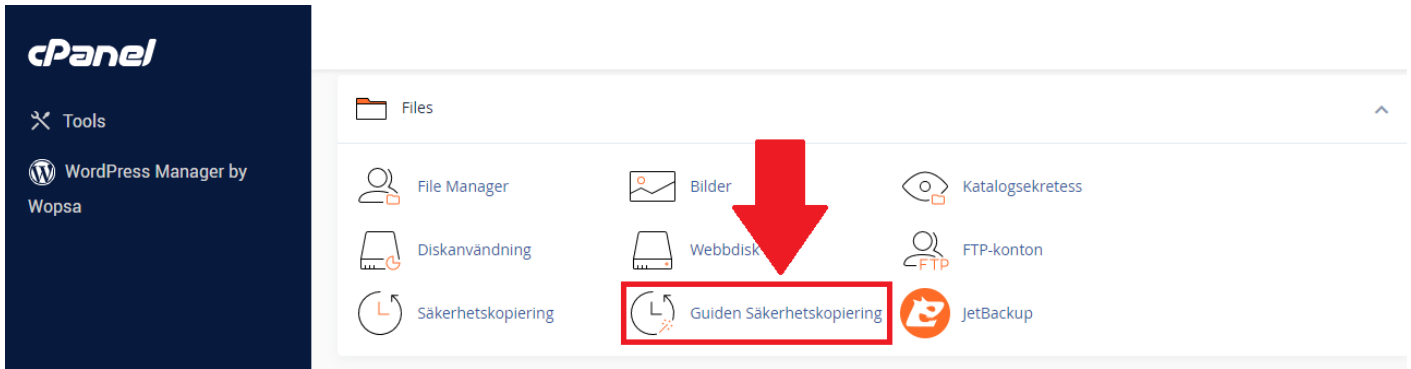 cPanel
Tools
WordPress Manager by
Wopsa
Files
File Manager
Bilder
Katalogsekretess
Diskanvändning
Webbdisk
FTP-konton
FTP
Säkerhetskopiering
Guiden Säkerhetskopiering
JetBackup